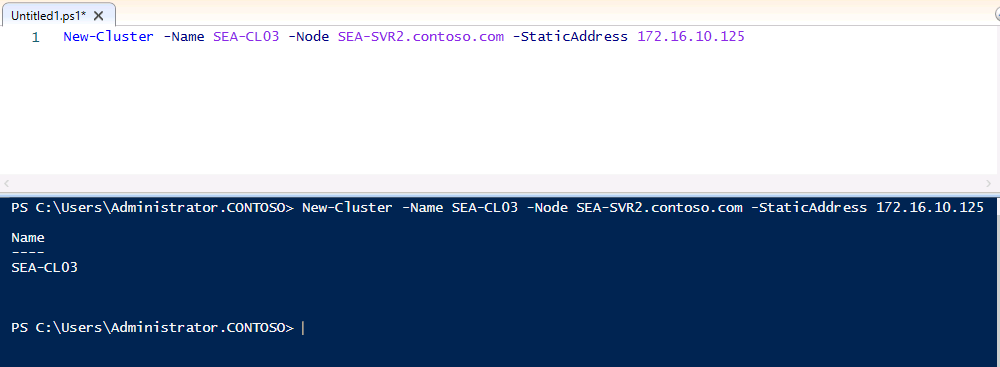 Untitled1.ps1* X
1 New-Cluster -Name SEA-CL03 -Node SEA-SVR2.contoso.com -StaticAddress 172.16.10.125
PS C:\Users\Administrator.CONTOSO> New-Cluster -Name SEA-CL03 -Node SEA-SVR2.contoso.com -StaticAddress 172.16.10.125
Name
----
SEA-CL03
PS C:\Users\Administrator.CONTOSO>